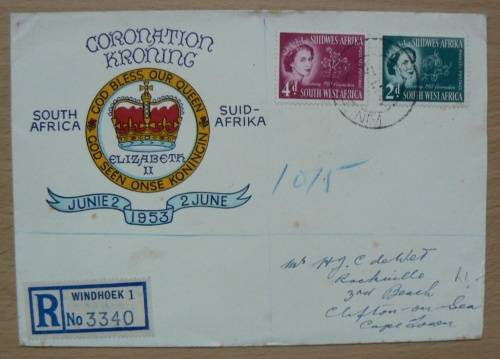 CORONATION
KRONING
SOUTH AFRICA
SUID-AFRIKA
GOD BLESS OUR QUEEN
GOD SEEN ONSE KONINGIN
ELIZABETH
II
JUNIE 2
1953
2 JUNE
SUIDWES AFRIKA
4d
SOUTH WEST AFRICA
SUIDWES AFRIKA
2d
SOUTH WEST AFRICA
10/5
R
WINDHOEK 1
No 3340
Mr H.J.C de Wet
Rockville
3rd Beach
Clifton-on-Sea
Cape Town